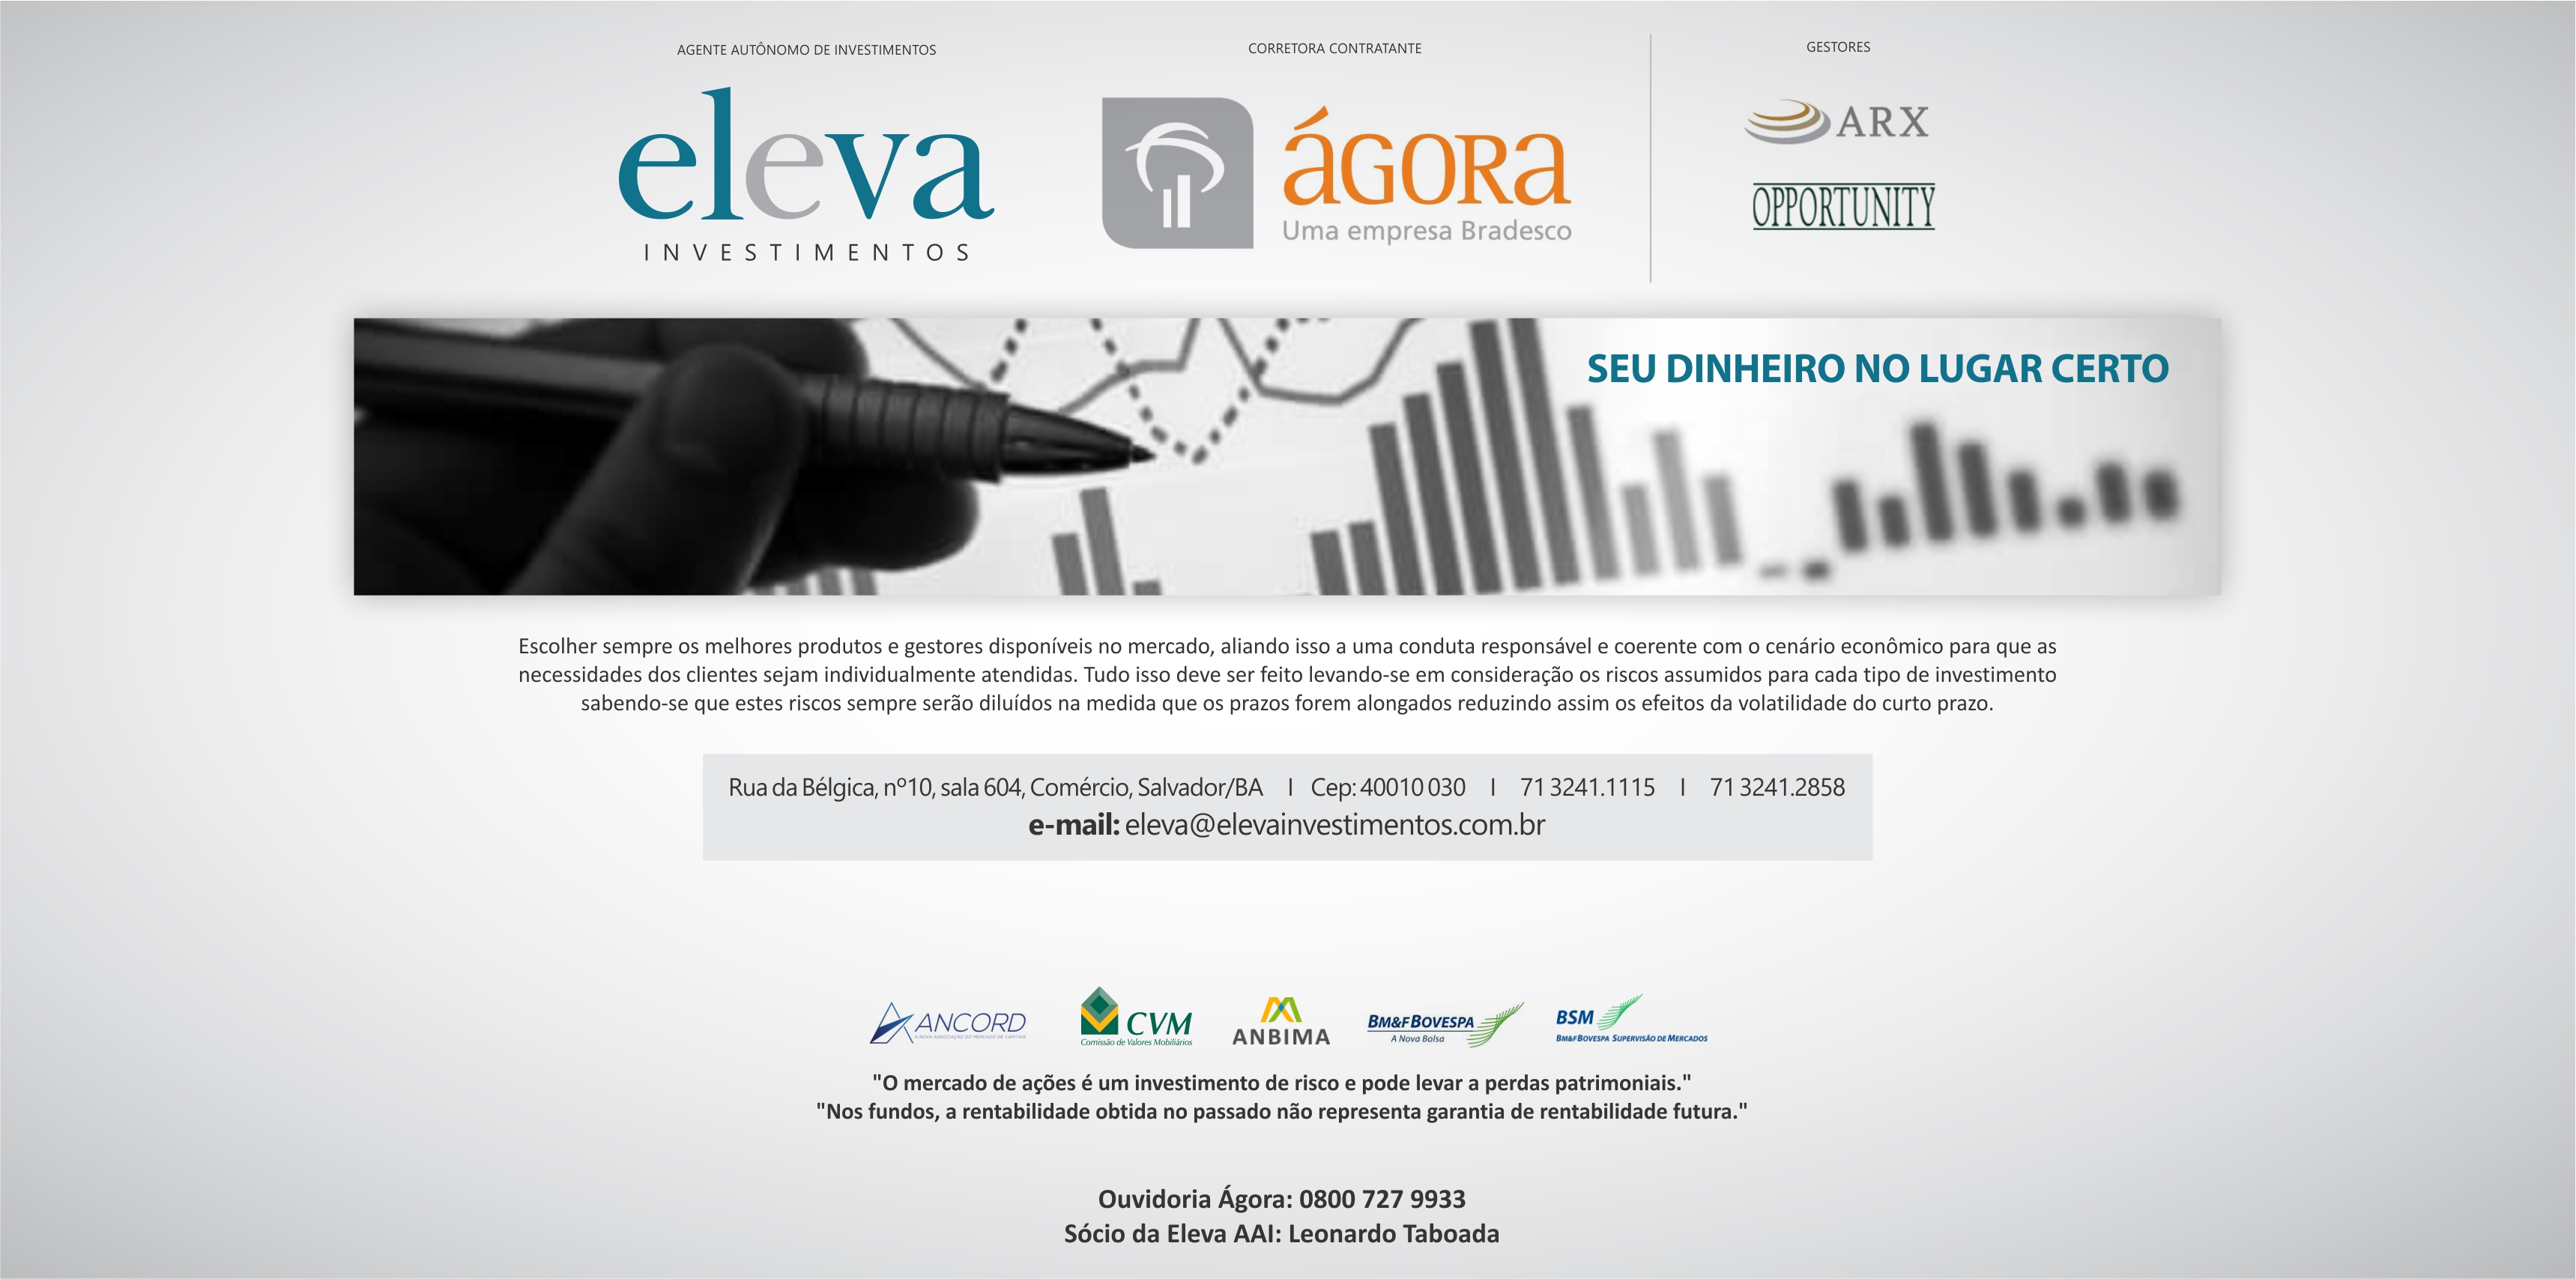 AGENTE AUTÔNOMO DE INVESTIMENTOS
eleva
INVESTIMENTOS
CORRETORA CONTRATANTE
ágora
Uma empresa Bradesco
GESTORES
ARX
OPPORTUNITY
SEU DINHEIRO NO LUGAR CERTO
Escolher sempre os melhores produtos e gestores disponíveis no mercado, aliando isso a uma conduta responsável e coerente com o cenário econômico para que as
necessidades dos clientes sejam individualmente atendidas. Tudo isso deve ser feito levando-se em consideração os riscos assumidos para cada tipo de investimento
sabendo-se que estes riscos sempre serão diluídos na medida que os prazos forem alongados reduzindo assim os efeitos da volatilidade do curto prazo.
Rua da Bélgica, nº10, sala 604, Comércio, Salvador/BA I Cep: 40010 030 I 71 3241.1115 I 71 3241.2858
e-mail: eleva@elevainvestimentos.com.br
ANCORD
A NOVA ASSOCIAÇÃO DO MERCADO DE CAPITAIS
CVM
Comissão de Valores Mobiliários
ANBIMA
BM&FBOVESPA
A Nova Bolsa
BSM
BM&FBOVESPA SUPERVISÃO DE MERCADOS
"O mercado de ações é um investimento de risco e pode levar a perdas patrimoniais."
"Nos fundos, a rentabilidade obtida no passado não representa garantia de rentabilidade futura."
Ouvidoria Ágora: 0800 727 9933
Sócio da Eleva AAI: Leonardo Taboada